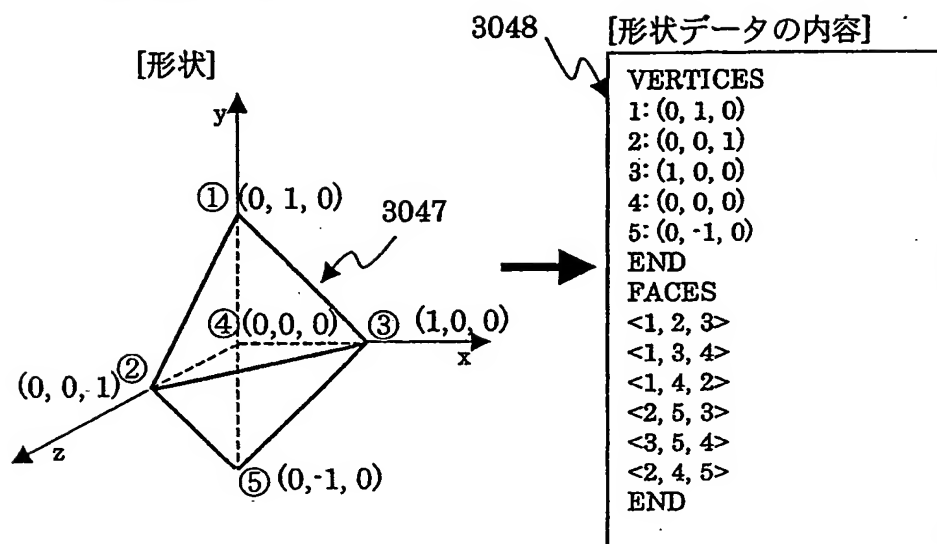 [形状]
y
① (0, 1, 0)
3047
④ (0,0, 0)
③ (1,0, 0)
x
②
(0, 0, 1)
z
⑤ (0,-1, 0)
3048
[形状データの内容]
VERTICES
1: (0, 1, 0)
2: (0, 0, 1)
3: (1, 0, 0)
4: (0, 0, 0)
5: (0, -1, 0)
END
FACES
<1, 2, 3>
<1, 3, 4>
<1, 4, 2>
<2, 5, 3>
<3, 5, 4>
<2, 4, 5>
END